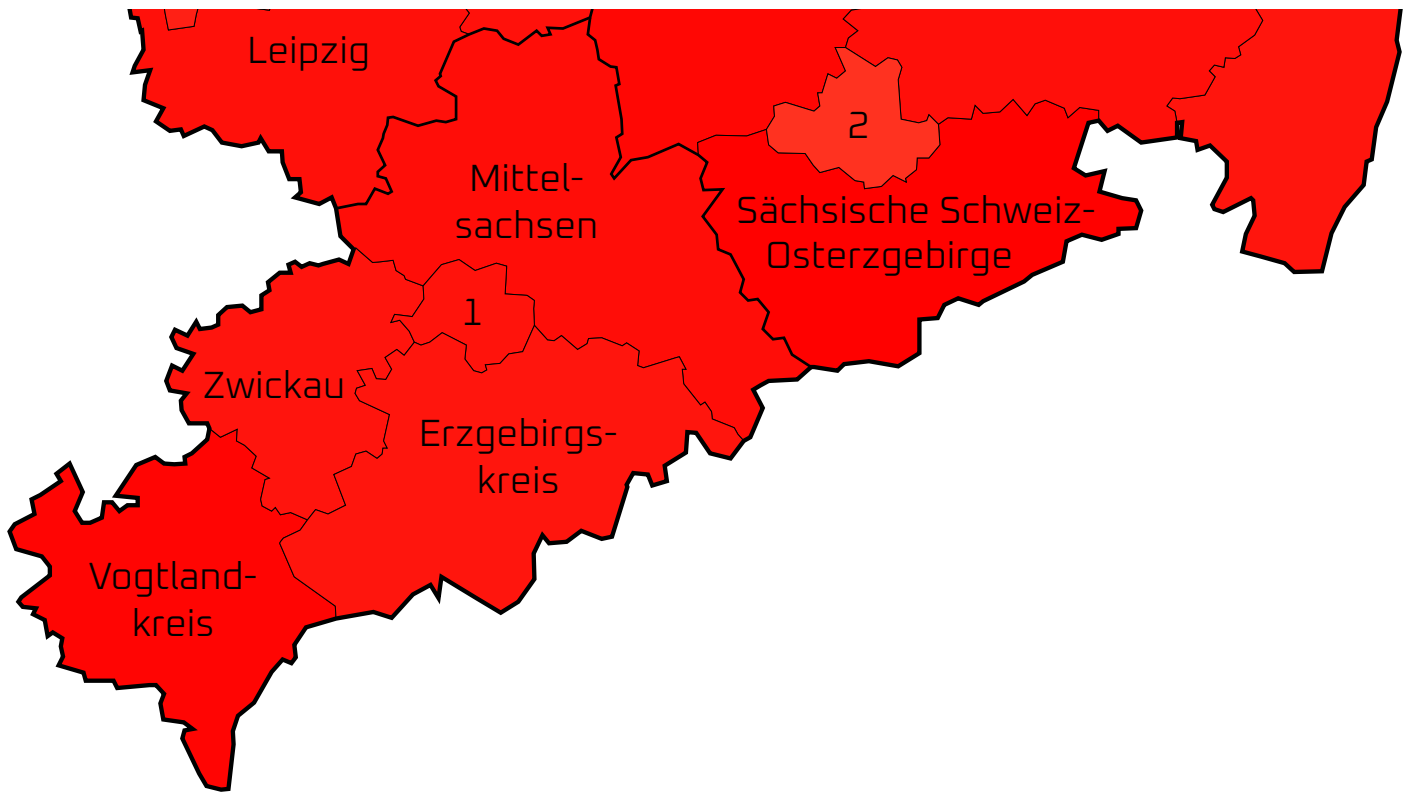 Leipzig
2
Mittel-
sachsen
Sächsische Schweiz-
Osterzgebirge
1
Zwickau
Erzgebirgs-
kreis
Vogtland-
kreis